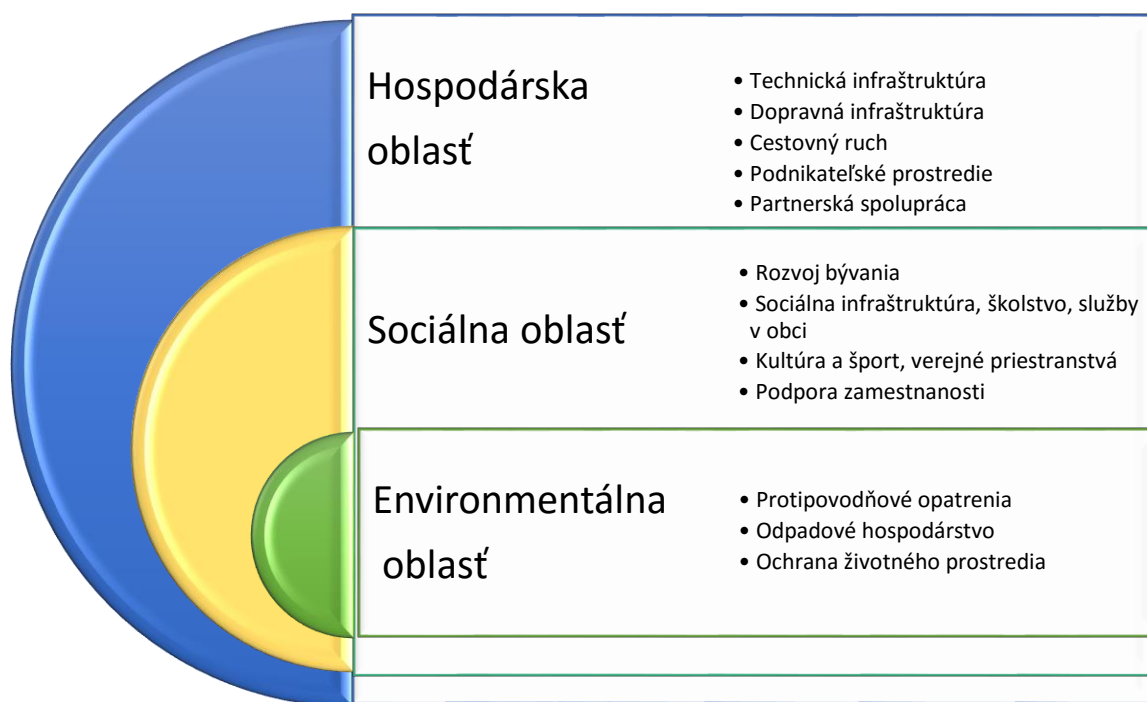 Hospodárska
oblasť
• Technická infraštruktúra
• Dopravná infraštruktúra
• Cestovný ruch
• Podnikateľské prostredie
• Partnerská spolupráca
Sociálna oblasť
• Rozvoj bývania
• Sociálna infraštruktúra, školstvo, služby
v obci
• Kultúra a šport, verejné priestranstvá
• Podpora zamestnanosti
Environmentálna
oblasť
• Protipovodňové opatrenia
• Odpadové hospodárstvo
• Ochrana životného prostredia